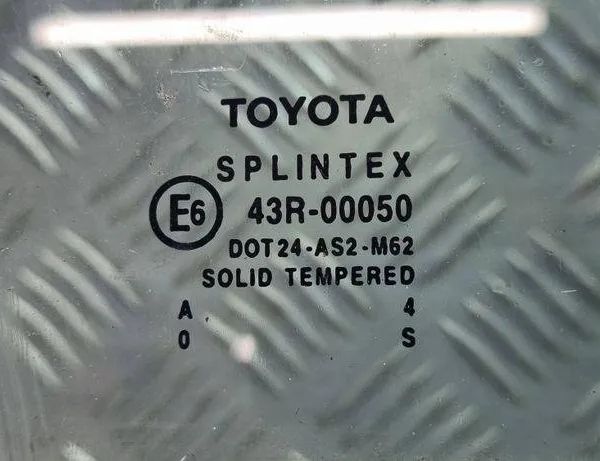 TOYOTA
SPLINTEX
E6 43R-00050
DOT24-AS2-M62
SOLID TEMPERED
A 4
0 S